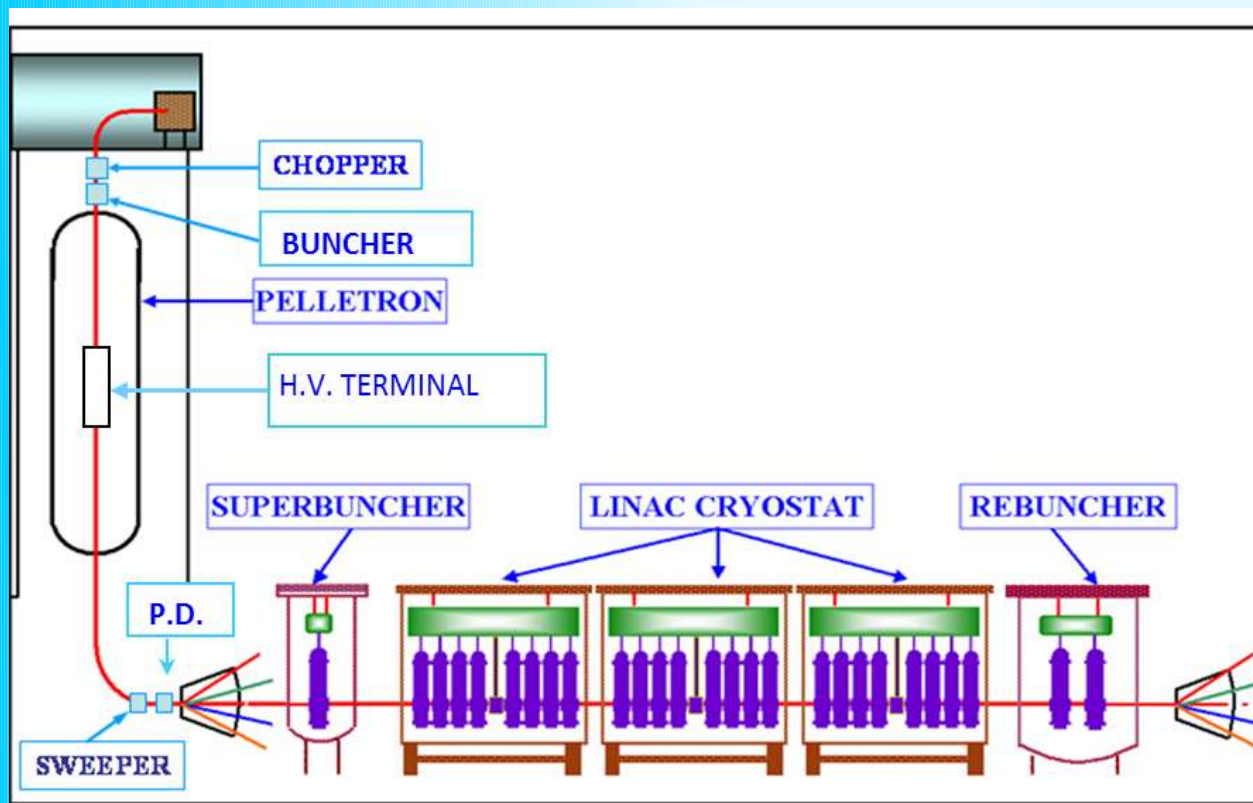 CHOPPER
BUNCHER
PELLETRON
H.V. TERMINAL
SUPERBUNCHER
LINAC CRYOSTAT
REBUNCHER
P.D.
SWEEPER